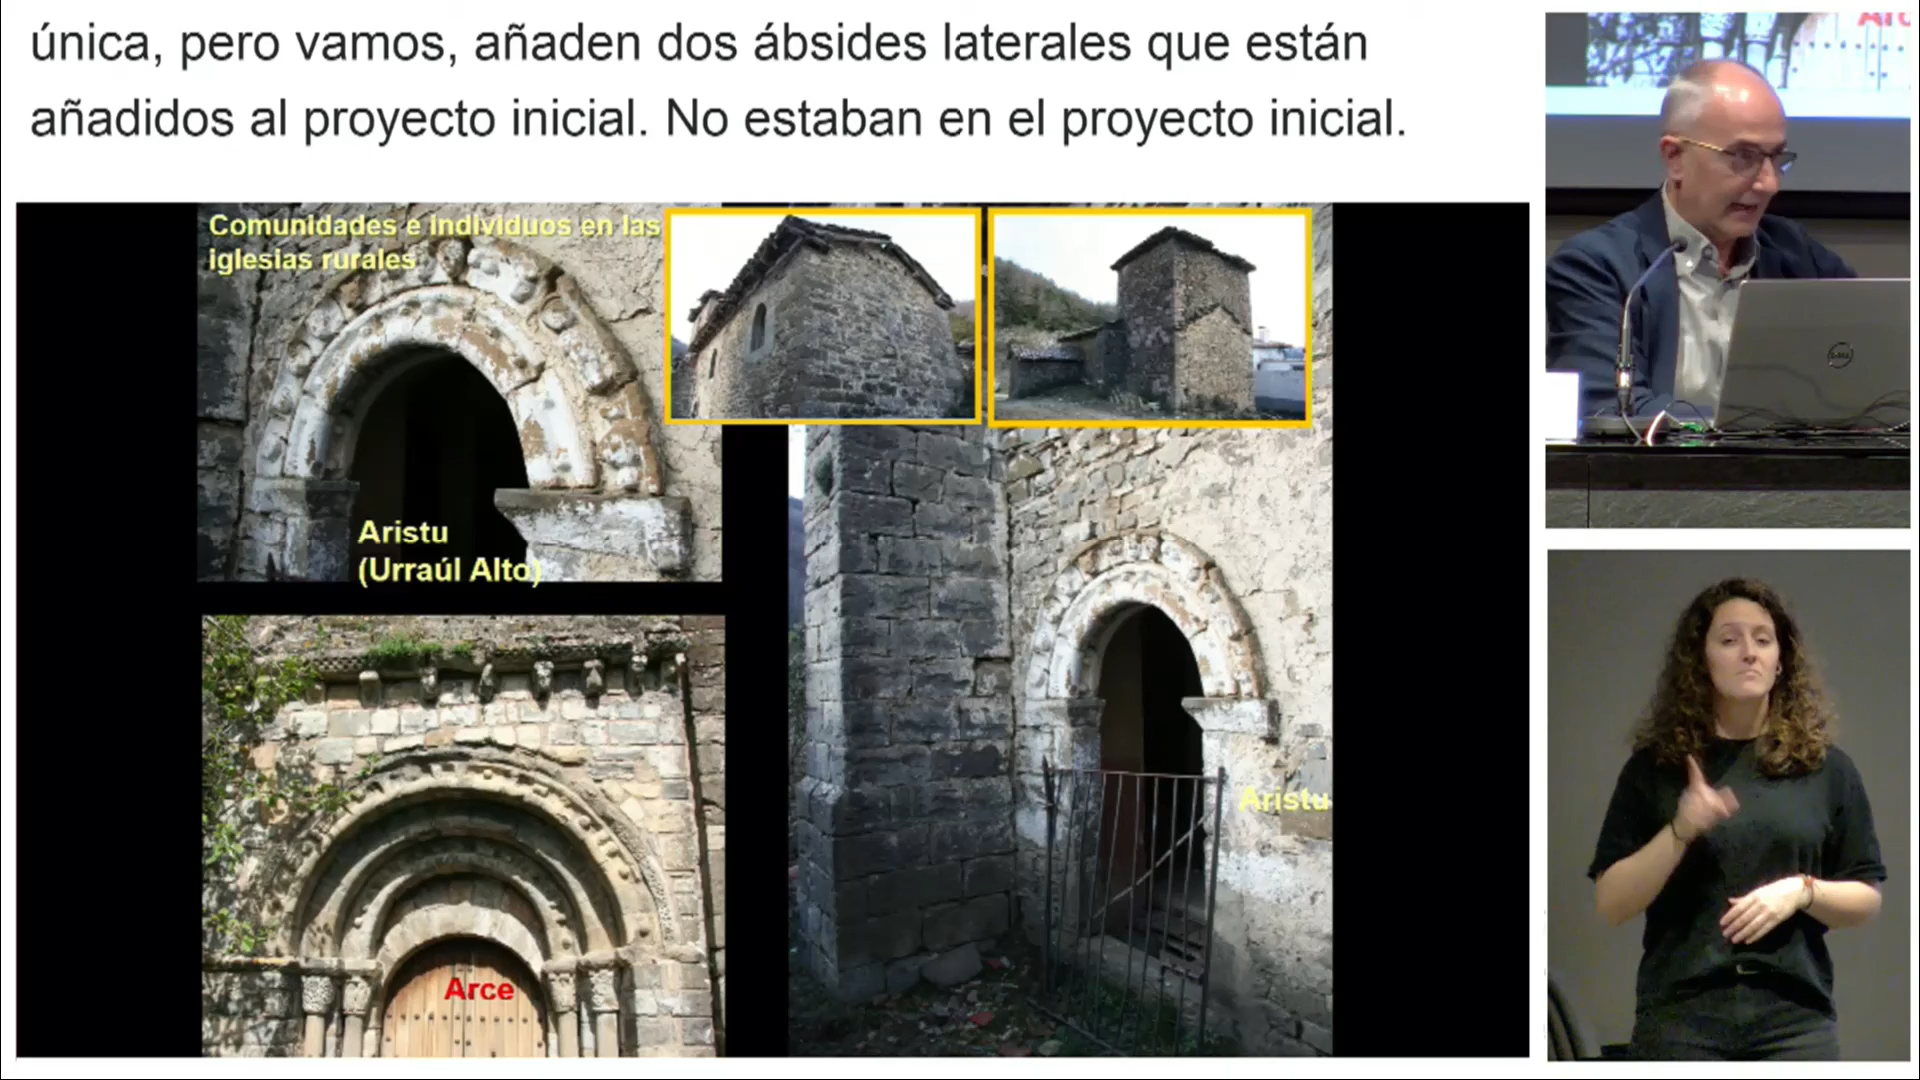 única, pero vamos, añaden dos ábsides laterales que están
añadidos al proyecto inicial. No estaban en el proyecto inicial.
Comunidades e individuos en las
iglesias rurales
Aristu
(Urraúl Alto)
Aristu
Arce
DELL